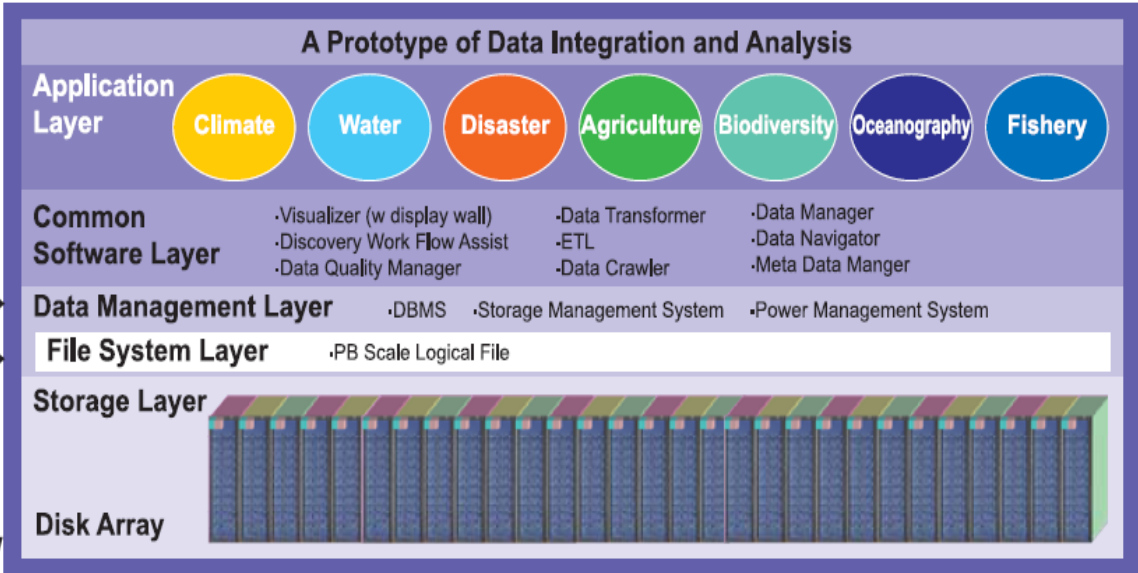 A Prototype of Data Integration and Analysis
Application
Layer
Climate
Water
Disaster
Agriculture
Biodiversity
Oceanography
Fishery
Common
Software Layer
·Visualizer (w display wall)
·Discovery Work Flow Assist
·Data Quality Manager
·Data Transformer
·ETL
·Data Crawler
·Data Manager
·Data Navigator
·Meta Data Manger
Data Management Layer
·DBMS ·Storage Management System ·Power Management System
File System Layer
·PB Scale Logical File
Storage Layer
Disk Array